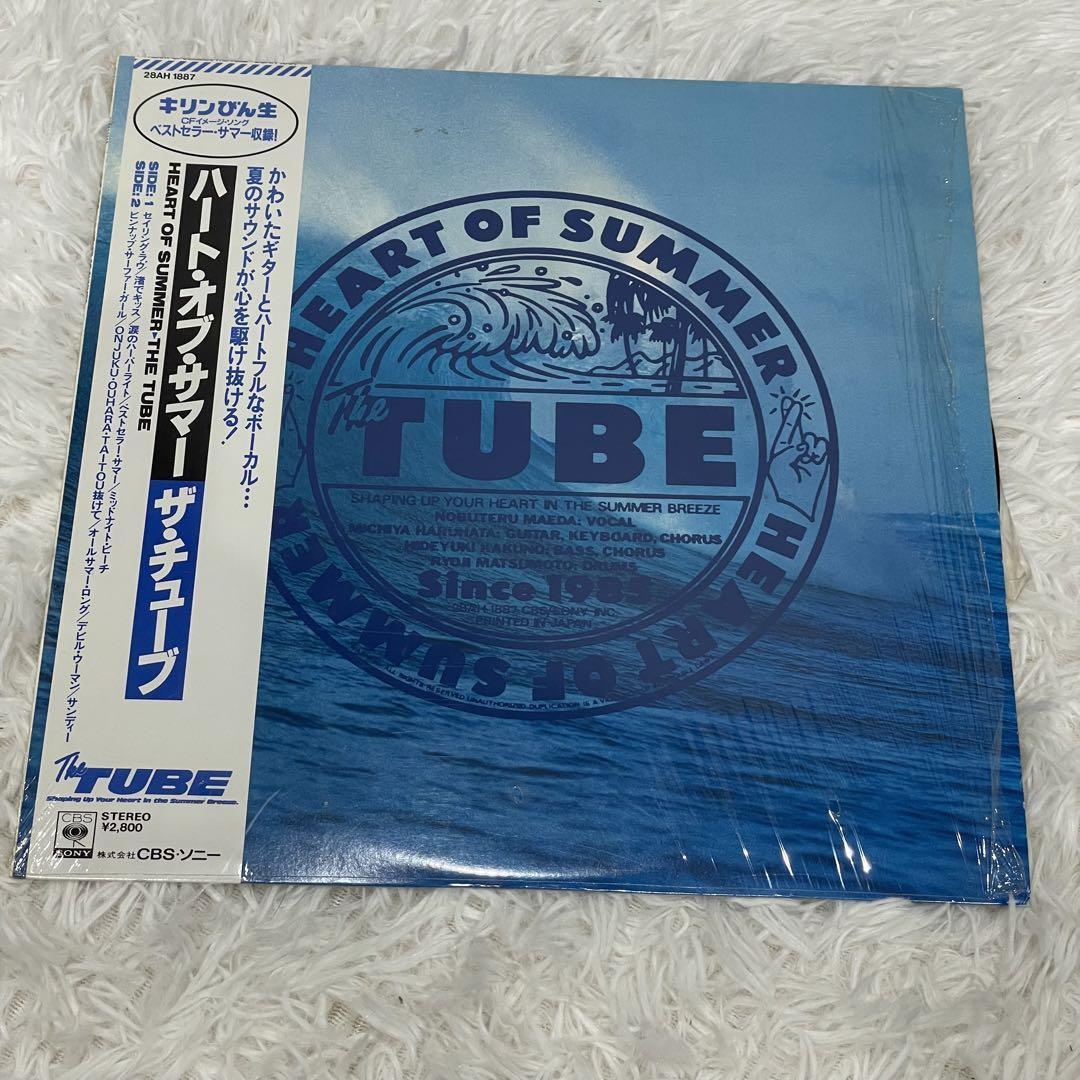 28AH 1887
キリンびん生
CFイメージ・ソング
ベストセラー・サマー収録!
かわいたギターとハートフルなボーカル…
夏のサウンドが心を駆け抜ける!
ハート・オブ・サマー ザ・チューブ
HEART OF SUMMER・THE TUBE
SIDE: 1 セイリング・ラヴ/渚でキッス/涙のハーバーライト/ベストセラー・サマー/ミッドナイト・ビーチ
SIDE: 2 ピンナップ・サーファー・ガール/ONJUKU・OUHARA・TAITOU抜けて/オールサマー・ロング/デビル・ウーマン/サンディー
The TUBE
Shaping Up Your Heart in the Summer Breeze.
CBS
SONY
STEREO
¥2,800
株式会社CBS・ソニー
HEART OF SUMMER
The TUBE
SHAPING UP YOUR HEART IN THE SUMMER BREEZE
NOBUTERU MAEDA: VOCAL
MICHIYA HARUHATA: GUITAR, KEYBOARD, CHORUS
HIDEYUKI KAKUNO: BASS, CHORUS
RYOJI MATSUMOTO: DRUMS
Since 1985
28AH 1887 CBS/SONY INC.
PRINTED IN JAPAN
HEART OF SUMMER
ALL RIGHTS RESERVED UNAUTHORIZED DUPLICATION IS A